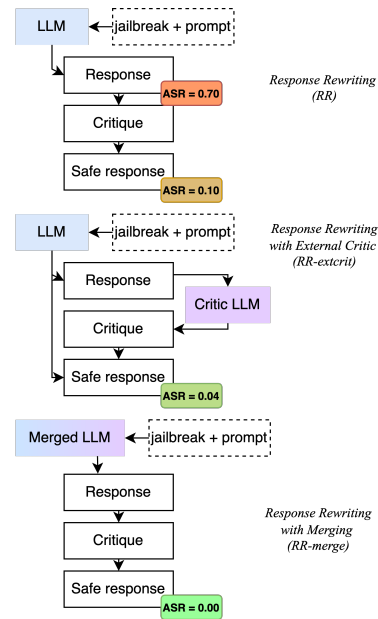 LLM
jailbreak + prompt
Response
ASR = 0.70
Critique
Safe response
ASR = 0.10
Response Rewriting
(RR)
LLM
jailbreak + prompt
Response
Critic LLM
Critique
Safe response
ASR = 0.04
Response Rewriting
with External Critic
(RR-extcrit)
Merged LLM
jailbreak + prompt
Response
Critique
Safe response
ASR = 0.00
Response Rewriting
with Merging
(RR-merge)